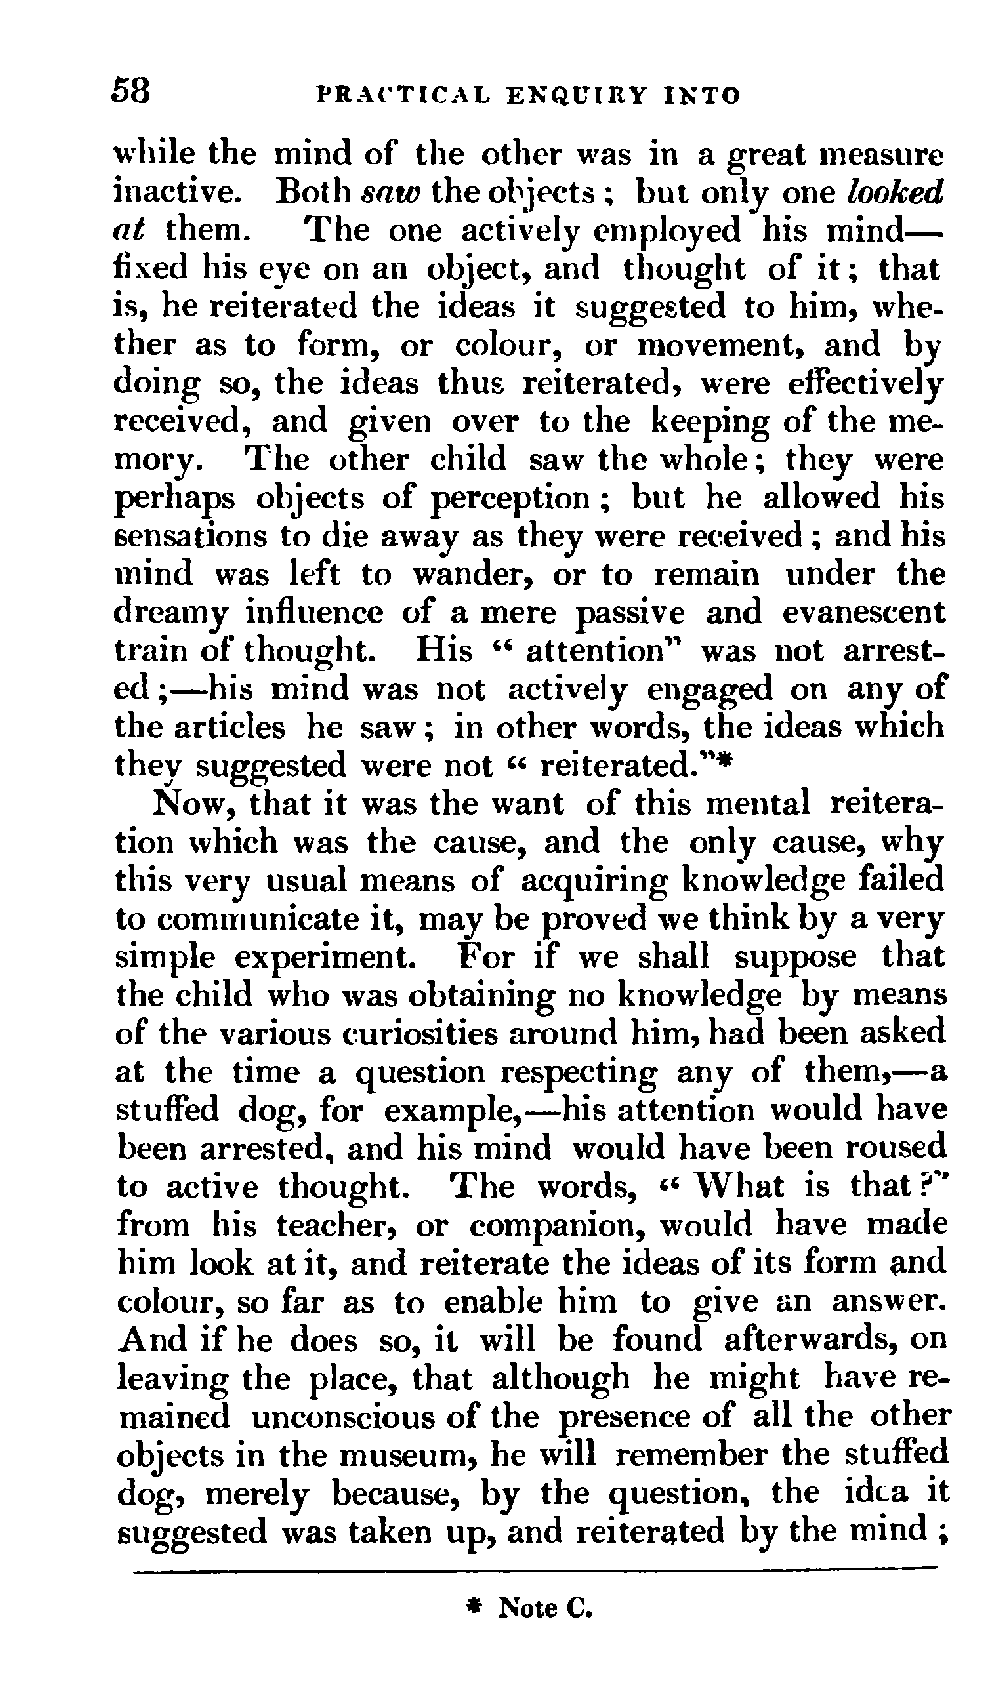 58 PRACTICAL ENQUIRY INTO
while the mind of the other was in a great measure
inactive. Both saw the objects ; but only one looked
at them. The one actively employed his mind—
fixed his eye on an object, and thought of it ; that
is, he reiterated the ideas it suggested to him, whe-
ther as to form, or colour, or movement, and by
doing so, the ideas thus reiterated, were effectively
received, and given over to the keeping of the me-
mory. The other child saw the whole ; they were
perhaps objects of perception ; but he allowed his
sensations to die away as they were received ; and his
mind was left to wander, or to remain under the
dreamy influence of a mere passive and evanescent
train of thought. His “ attention” was not arrest-
ed ;—his mind was not actively engaged on any of
the articles he saw ; in other words, the ideas which
they suggested were not “ reiterated.”*
Now, that it was the want of this mental reitera-
tion which was the cause, and the only cause, why
this very usual means of acquiring knowledge failed
to communicate it, may be proved we think by a very
simple experiment. For if we shall suppose that
the child who was obtaining no knowledge by means
of the various curiosities around him, had been asked
at the time a question respecting any of them,—a
stuffed dog, for example,—his attention would have
been arrested, and his mind would have been roused
to active thought. The words, “ What is that ?”
from his teacher, or companion, would have made
him look at it, and reiterate the ideas of its form and
colour, so far as to enable him to give an answer.
And if he does so, it will be found afterwards, on
leaving the place, that although he might have re-
mained unconscious of the presence of all the other
objects in the museum, he will remember the stuffed
dog, merely because, by the question, the idea it
suggested was taken up, and reiterated by the mind ;
* Note C.